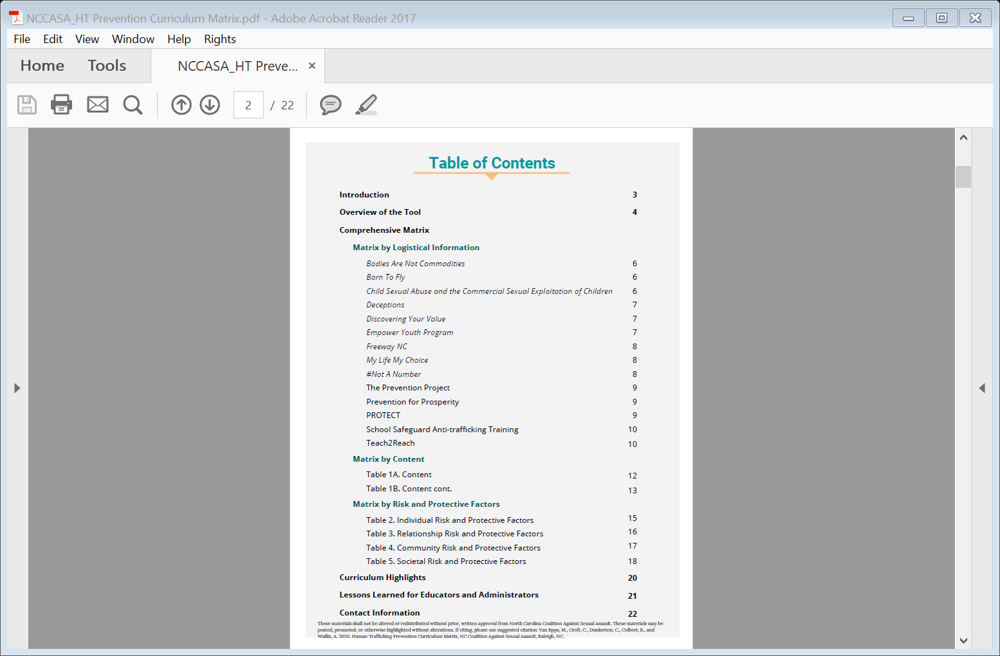 NCCASA_HT Prevention Curriculum Matrix.pdf - Adobe Acrobat Reader 2017
File Edit View Window Help Rights
Home Tools NCCASA_HT Preve... ×
2 / 22
Table of Contents
Introduction 3
Overview of the Tool 4
Comprehensive Matrix
Matrix by Logistical Information
Bodies Are Not Commodities 6
Born To Fly 6
Child Sexual Abuse and the Commercial Sexual Exploitation of Children 6
Deceptions 7
Discovering Your Value 7
Empower Youth Program 7
Freeway NC 8
My Life My Choice 8
#Not A Number 8
The Prevention Project 9
Prevention for Prosperity 9
PROTECT 9
School Safeguard Anti-trafficking Training 10
Teach2Reach 10
Matrix by Content
Table 1A. Content 12
Table 1B. Content cont. 13
Matrix by Risk and Protective Factors
Table 2. Individual Risk and Protective Factors 15
Table 3. Relationship Risk and Protective Factors 16
Table 4. Community Risk and Protective Factors 17
Table 5. Societal Risk and Protective Factors 18
Curriculum Highlights 20
Lessons Learned for Educators and Administrators 21
Contact Information 22
These materials shall not be altered or redistributed without prior, written approval from North Carolina Coalition Against Sexual Assault. These materials may be
posted, promoted, or otherwise highlighted without alterations. If citing, please use suggested citation: Van Epps, M., Croft, C., Dunkerton, C., Colbert, R., and
Wallin, A. 2020. Human Trafficking Prevention Curriculum Matrix, NC Coalition Against Sexual Assault, Raleigh, NC.